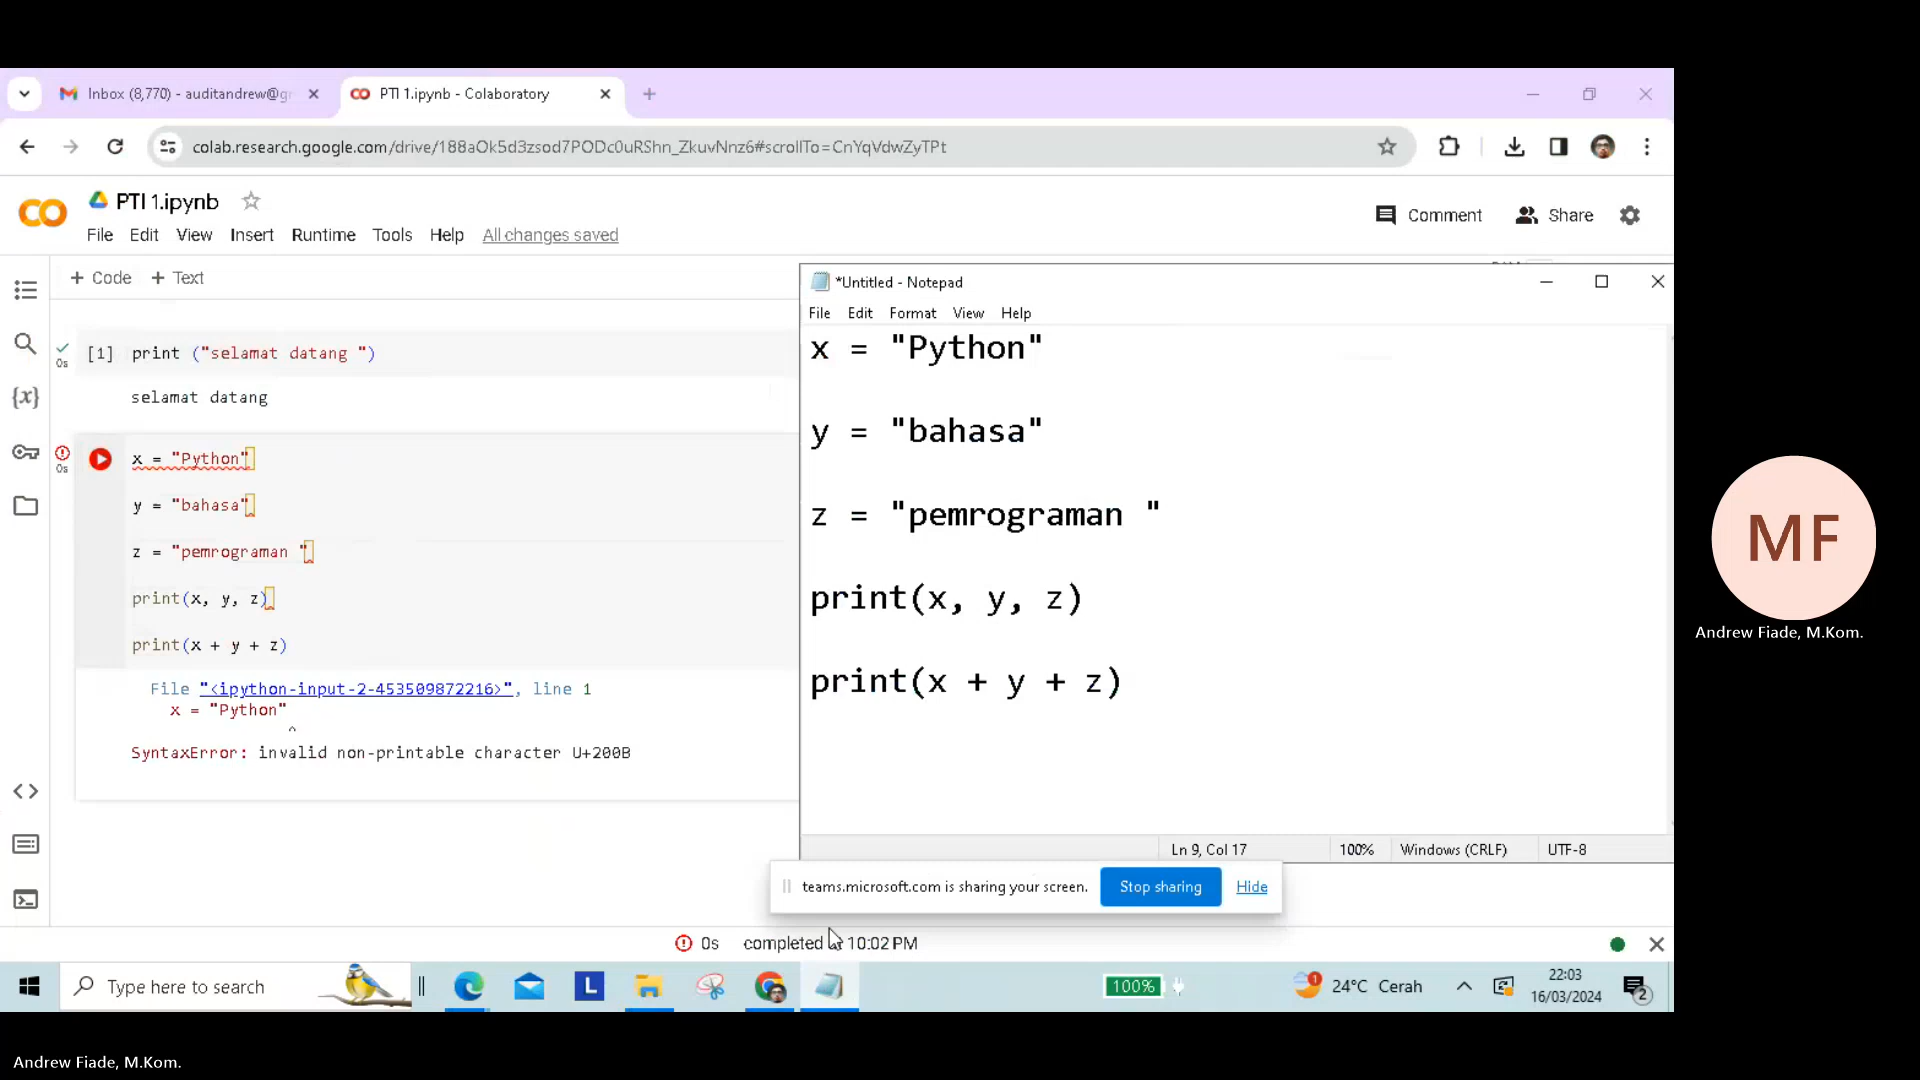 Inbox (8,770) - auditandrew@g
PTI 1.ipynb - Colaboratory
colab.research.google.com/drive/188aOk5d3zsod7PODc0uRShn_ZkuvNnz6#scrollTo=CnYqVdwZyTPt
CO
PTI 1.ipynb
Comment
Share
File Edit View Insert Runtime Tools Help All changes saved
+ Code + Text
[1] print ("selamat datang ")
0s
selamat datang
{x}
0s
x = "Python"
y = "bahasa"
z = "pemrograman "
print(x, y, z)
print(x + y + z)
File "<ipython-input-2-453509872216>", line 1
x = "Python"
^
SyntaxError: invalid non-printable character U+200B
*Untitled - Notepad
File Edit Format View Help
x = "Python"
y = "bahasa"
z = "pemrograman "
print(x, y, z)
print(x + y + z)
Ln 9, Col 17 100% Windows (CRLF) UTF-8
teams.microsoft.com is sharing your screen. Stop sharing Hide
0s completed at 10:02 PM
Type here to search
L
100%
1
24°C Cerah
22:03
16/03/2024
2
MF
Andrew Fiade, M.Kom.
Andrew Fiade, M.Kom.